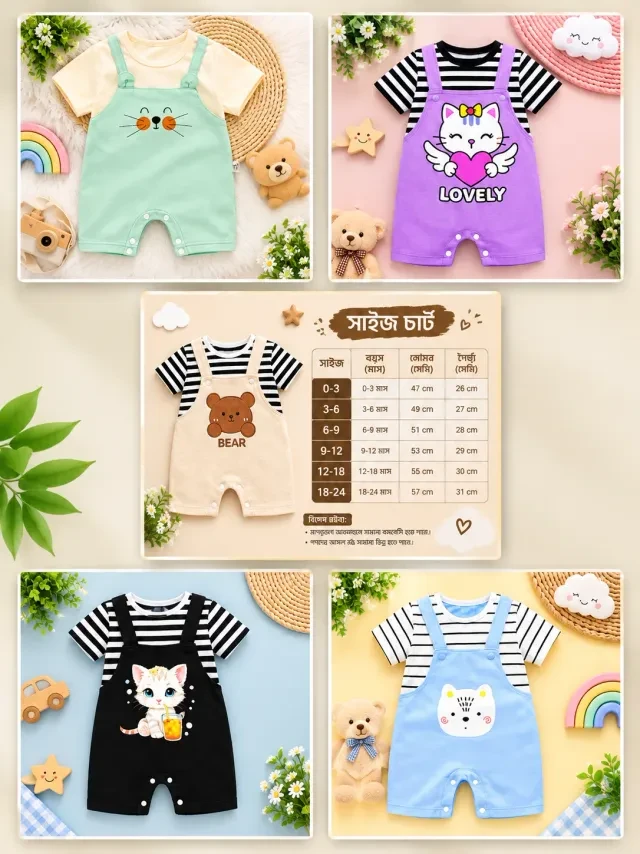 LOVELY
সাইজ চার্ট
BEAR
সাইজ বয়স (মাস) কোমর (সেমি) দৈর্ঘ্য (সেমি)
0-3 0-3 মাস 47 cm 26 cm
3-6 3-6 মাস 49 cm 27 cm
6-9 6-9 মাস 51 cm 28 cm
9-12 9-12 মাস 53 cm 29 cm
12-18 12-18 মাস 55 cm 30 cm
18-24 18-24 মাস 57 cm 31 cm